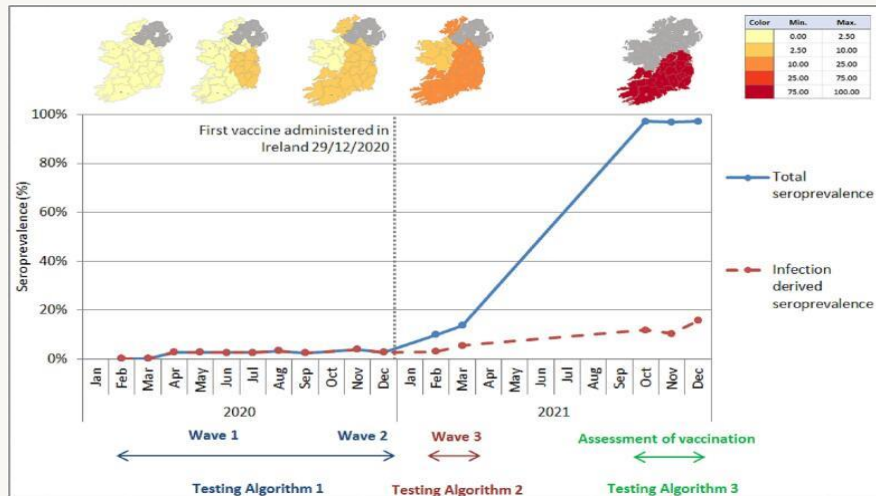 Color Min. Max.
0.00 2.50
2.50 10.00
10.00 25.00
25.00 75.00
75.00 100.00
First vaccine administered in
Ireland 29/12/2020
Seroprevalence (%)
100%
80%
60%
40%
20%
0%
Total
seroprevalence
Infection
derived
seroprevalence
Jan Feb Mar Apr May Jun Jul Aug Sep Oct Nov Dec Jan Feb Mar Apr May Jun Jul Aug Sep Oct Nov Dec
2020 2021
Wave 1 Wave 2 Wave 3 Assessment of vaccination
Testing Algorithm 1 Testing Algorithm 2 Testing Algorithm 3